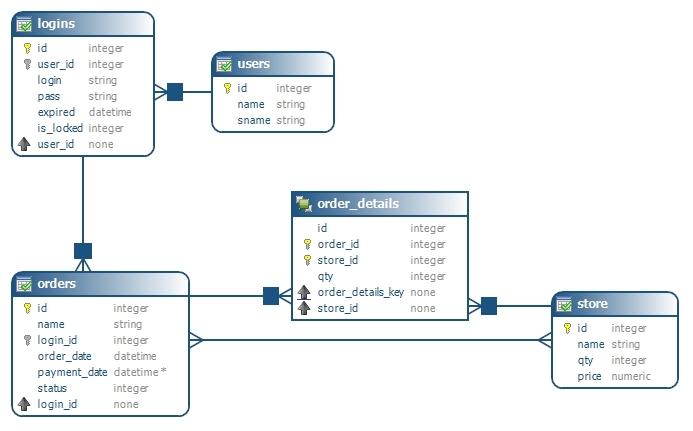 logins
id integer
user_id integer
login string
pass string
expired datetime
is_locked integer
user_id none
users
id integer
name string
sname string
order_details
id integer
order_id integer
store_id integer
qty integer
order_details_key none
store_id none
orders
id integer
name string
login_id integer
order_date datetime
payment_date datetime *
status integer
login_id none
store
id integer
name string
qty integer
price numeric